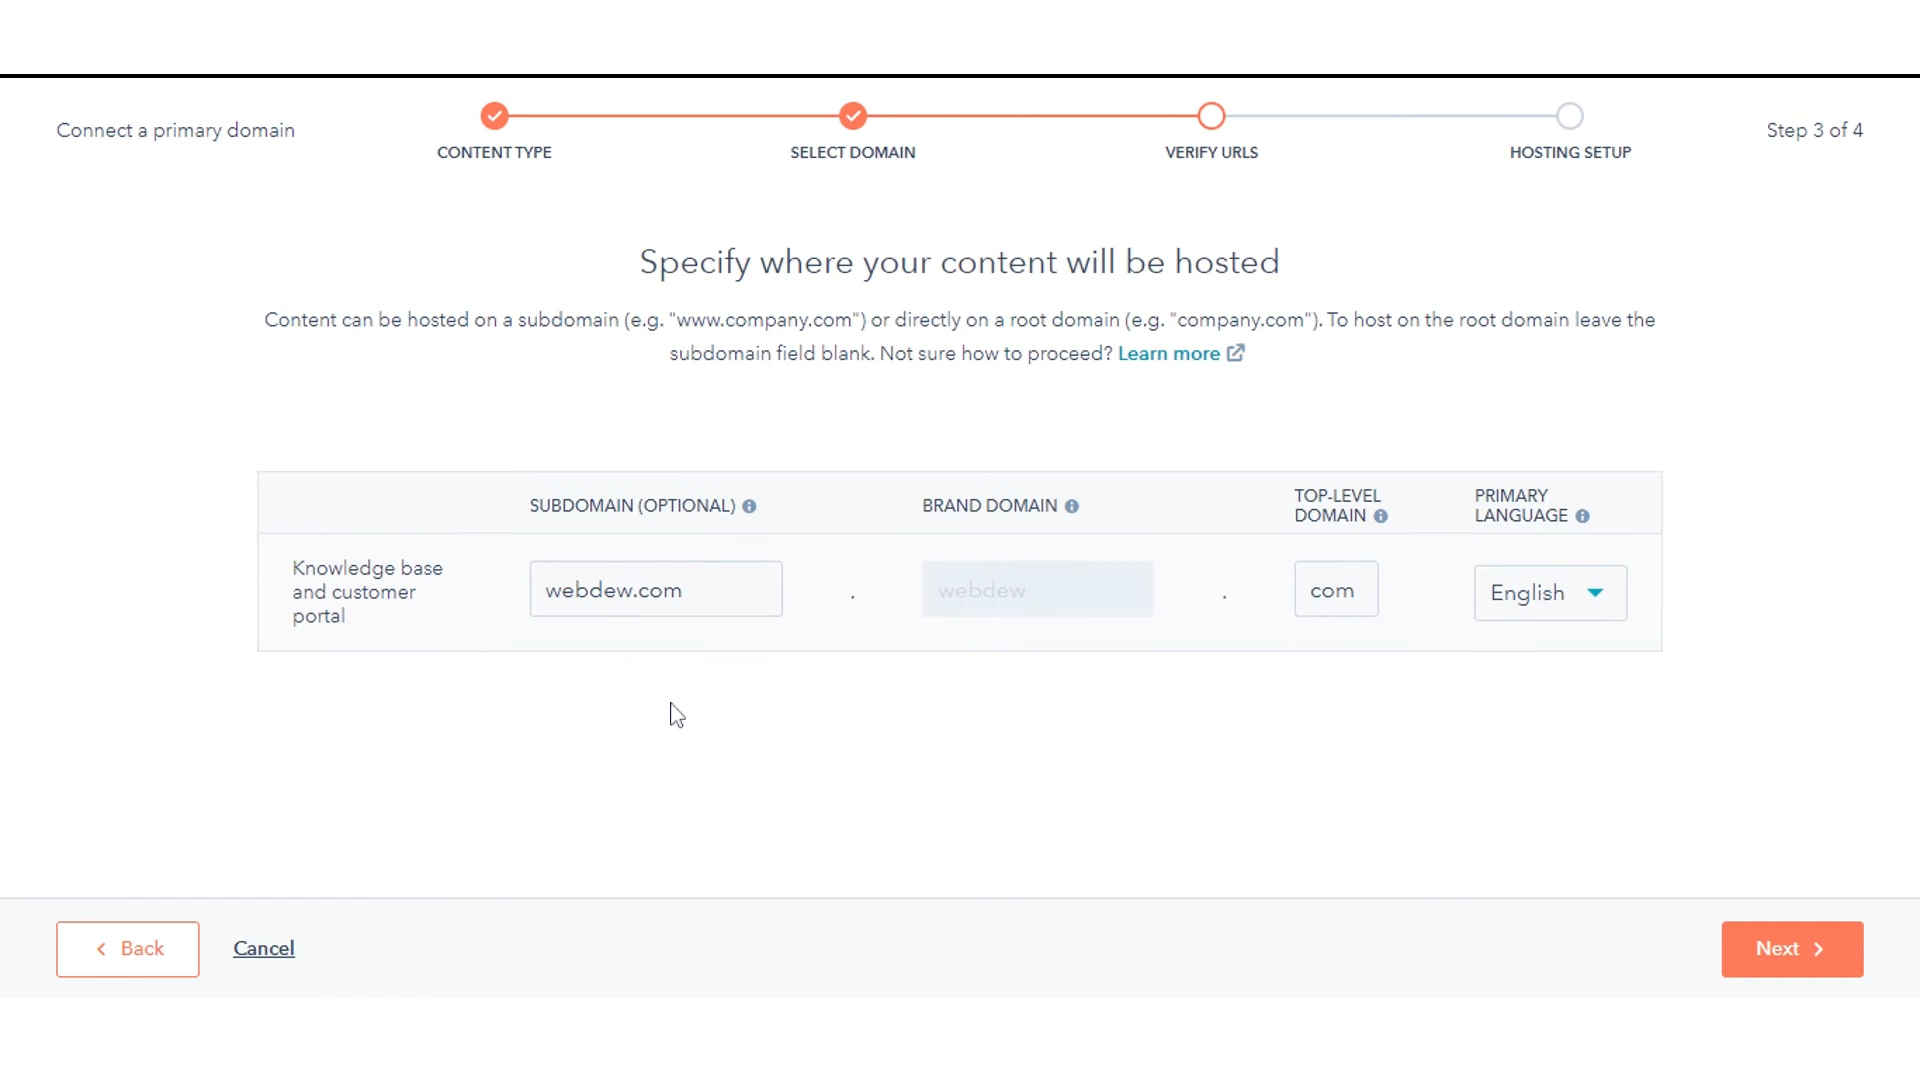 Connect a primary domain
CONTENT TYPE
SELECT DOMAIN
VERIFY URLS
HOSTING SETUP
Step 3 of 4
Specify where your content will be hosted
Content can be hosted on a subdomain (e.g. "www.company.com") or directly on a root domain (e.g. "company.com"). To host on the root domain leave the
subdomain field blank. Not sure how to proceed? Learn more
SUBDOMAIN (OPTIONAL)
BRAND DOMAIN
TOP-LEVEL
DOMAIN
PRIMARY
LANGUAGE
Knowledge base
and customer
portal
webdew.com
.
webdew
.
com
English
Back
Cancel
Next